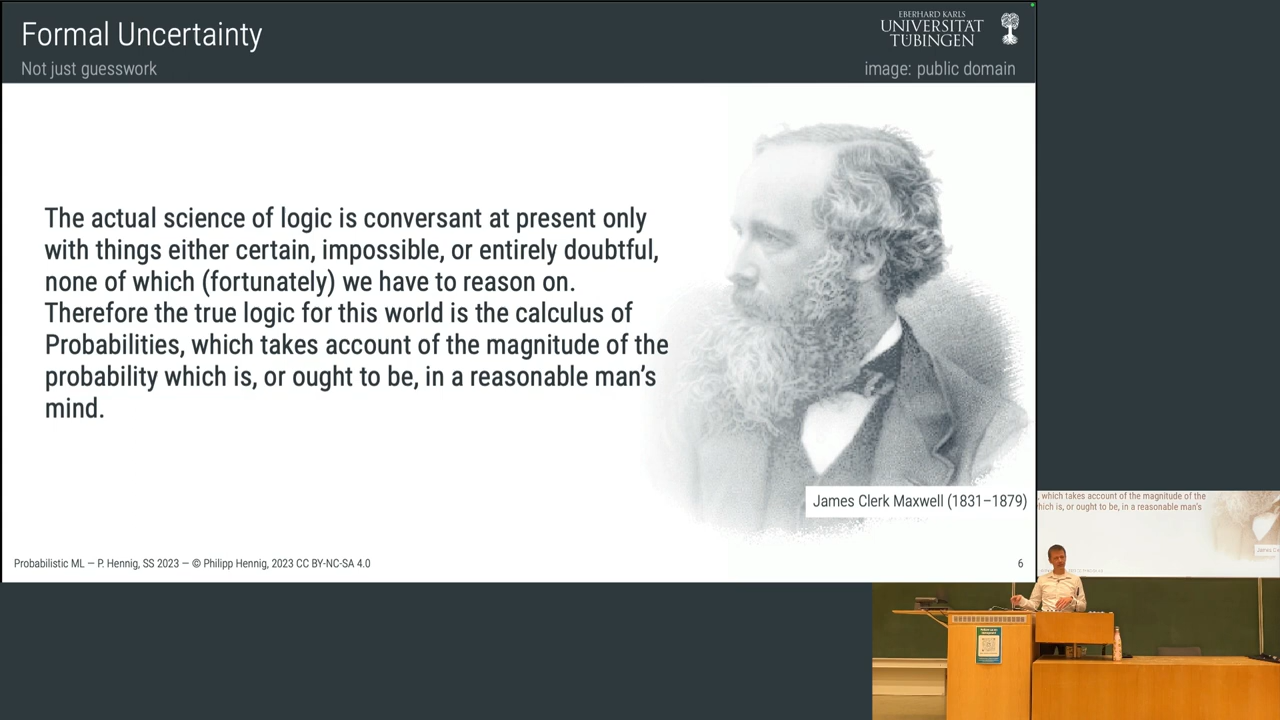 Formal Uncertainty
Not just guesswork
EBERHARD KARLS
UNIVERSITÄT
TÜBINGEN
image: public domain
The actual science of logic is conversant at present only
with things either certain, impossible, or entirely doubtful,
none of which (fortunately) we have to reason on.
Therefore the true logic for this world is the calculus of
Probabilities, which takes account of the magnitude of the
probability which is, or ought to be, in a reasonable man's
mind.
James Clerk Maxwell (1831–1879)
Probabilistic ML — P. Hennig, SS 2023 — © Philipp Hennig, 2023 CC BY-NC-SA 4.0
6
, which takes account of the magnitude of the
which is, or ought to be, in a reasonable man's